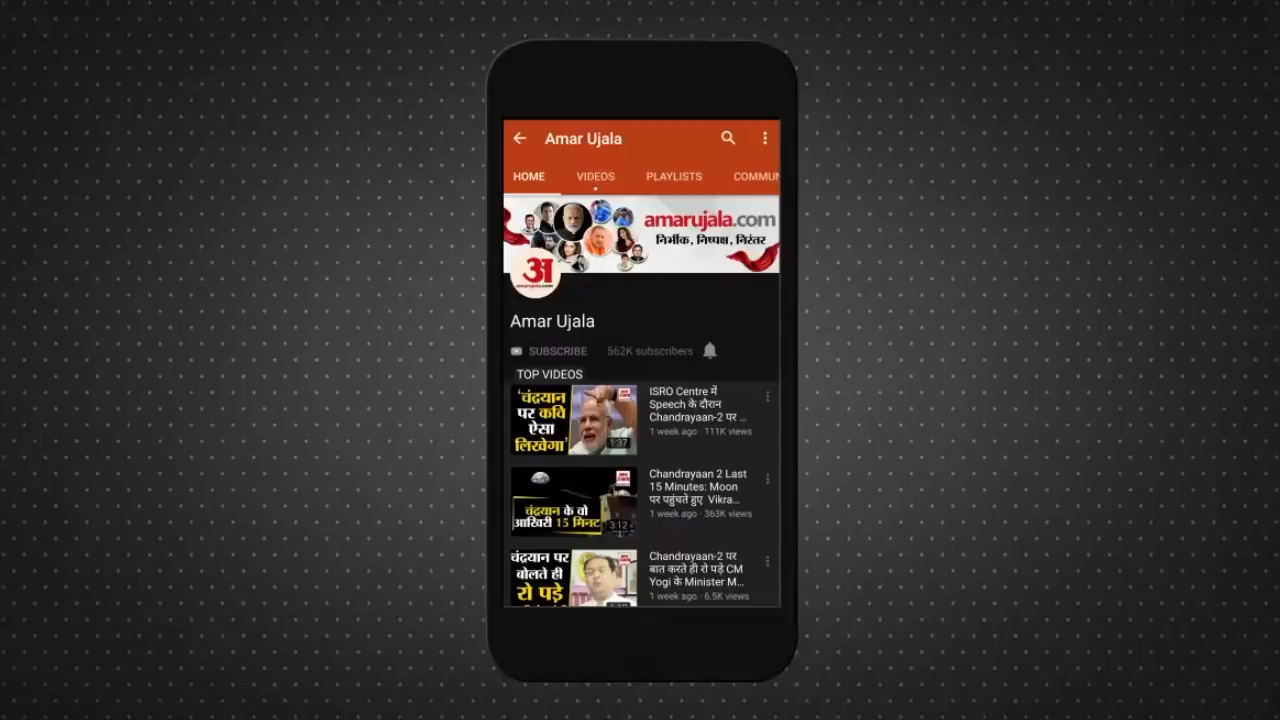 Amar Ujala
HOME VIDEOS PLAYLISTS COMMUN
amarujala.com
निर्भीक, निष्पक्ष, निरंतर
अ
amarujala.com
Amar Ujala
SUBSCRIBE 562K subscribers
TOP VIDEOS
'चंद्रयान
पर कवि
ऐसा
लिखेगा'
1:37
ISRO Centre में
Speech के दौरान
Chandrayaan-2 पर ...
1 week ago · 111K views
चंद्रयान के वो
आखिरी 15 मिनट
3:12
Chandrayaan 2 Last
15 Minutes: Moon
पर पहुंचते हुए Vikra...
1 week ago · 363K views
चंद्रयान पर
बोलते ही
रो पड़े
Chandrayaan-2 पर
बात करते ही रो पड़े CM
Yogi के Minister M...
1 week ago · 6.5K views